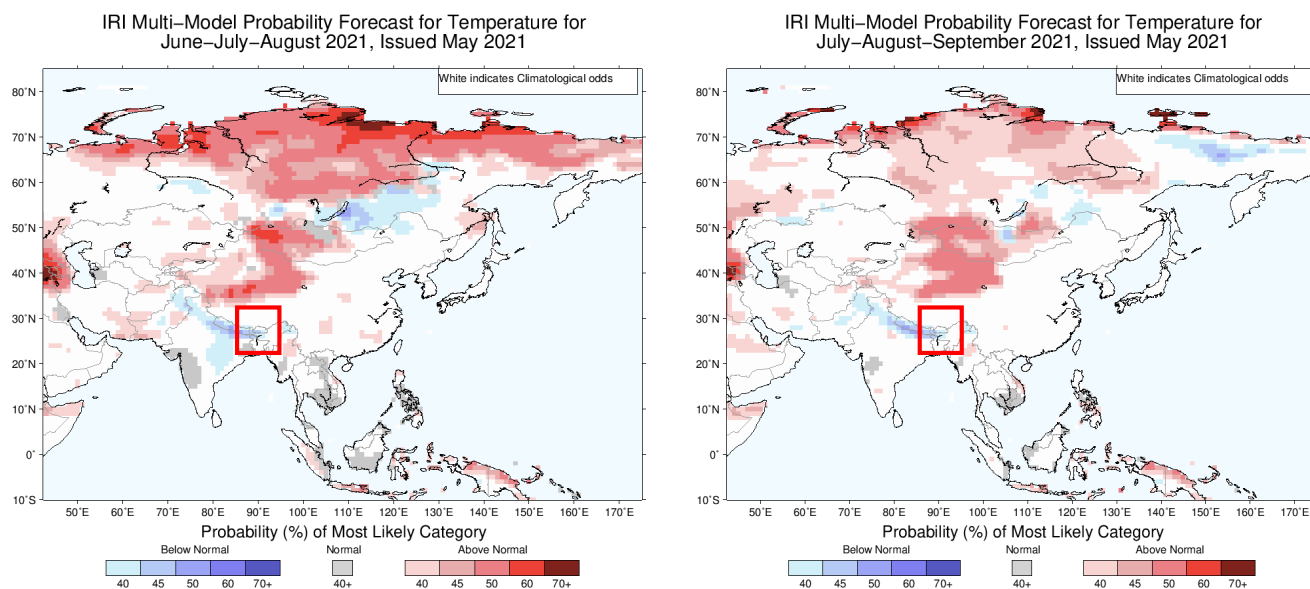 IRI Multi−Model Probability Forecast for Temperature for
June−July−August 2021, Issued May 2021
White indicates Climatological odds
80°N
70°N
60°N
50°N
40°N
30°N
20°N
10°N
0°
10°S
50°E 60°E 70°E 80°E 90°E 100°E 110°E 120°E 130°E 140°E 150°E 160°E 170°E
Probability (%) of Most Likely Category
Below Normal Normal Above Normal
40 45 50 60 70+ 40+ 40 45 50 60 70+
IRI Multi−Model Probability Forecast for Temperature for
July−August−September 2021, Issued May 2021
White indicates Climatological odds
80°N
70°N
60°N
50°N
40°N
30°N
20°N
10°N
0°
10°S
50°E 60°E 70°E 80°E 90°E 100°E 110°E 120°E 130°E 140°E 150°E 160°E 170°E
Probability (%) of Most Likely Category
Below Normal Normal Above Normal
40 45 50 60 70+ 40+ 40 45 50 60 70+